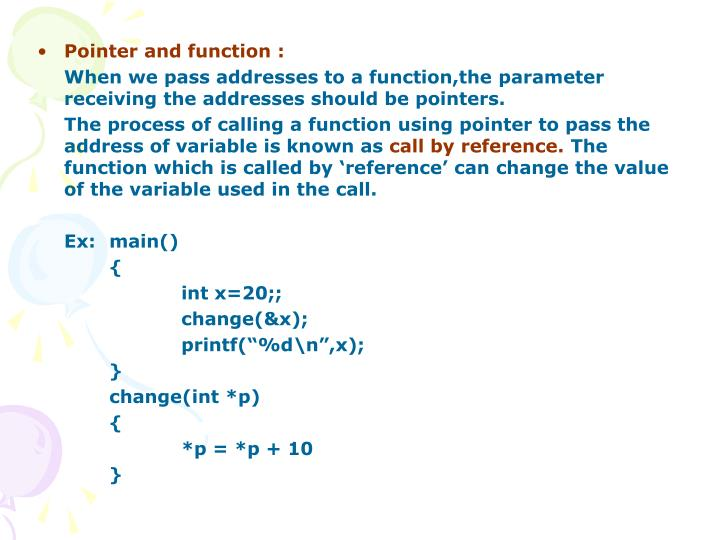 • Pointer and function :
When we pass addresses to a function,the parameter
receiving the addresses should be pointers.
The process of calling a function using pointer to pass the
address of variable is known as call by reference. The
function which is called by ‘reference’ can change the value
of the variable used in the call.
Ex: main()
{
int x=20;;
change(&x);
printf(“%d\n”,x);
}
change(int *p)
{
*p = *p + 10
}